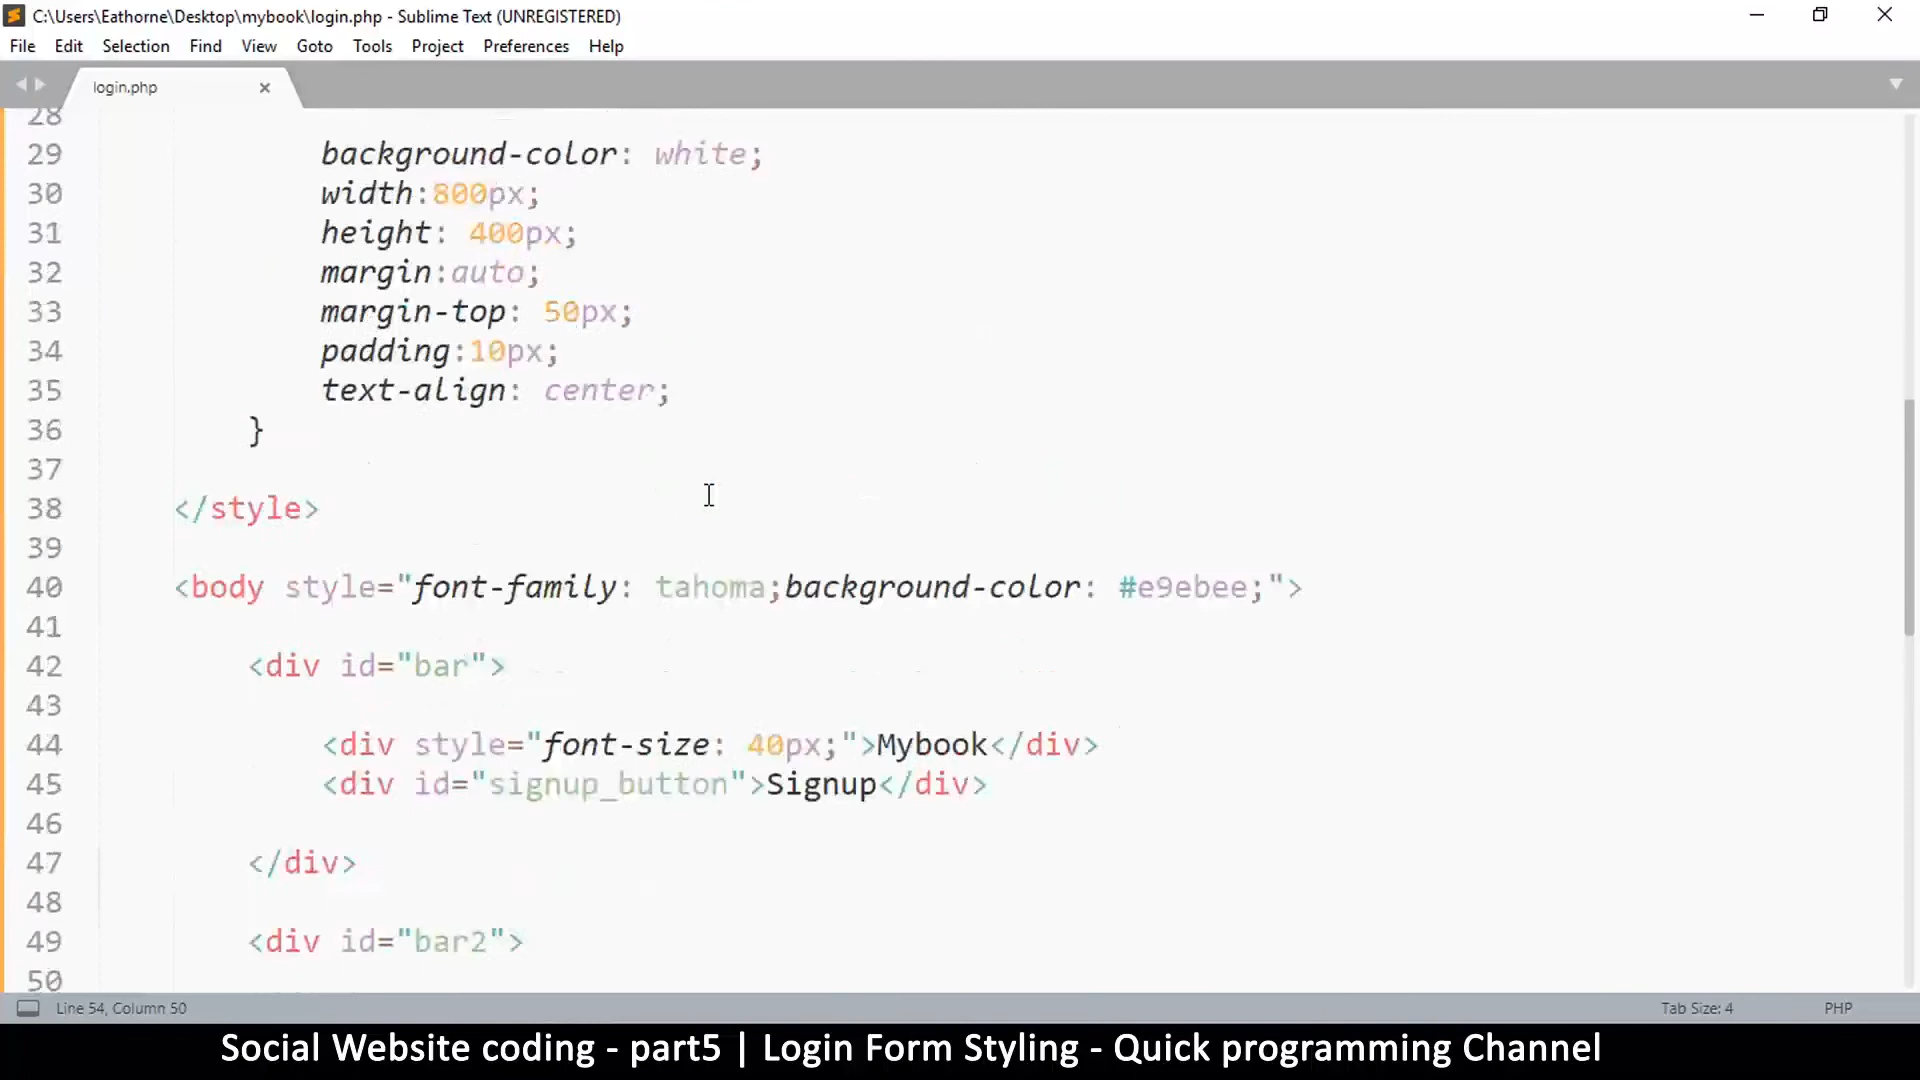 C:\Users\Eathorne\Desktop\mybook\login.php - Sublime Text (UNREGISTERED)
File Edit Selection Find View Goto Tools Project Preferences Help
login.php
28
29 background-color: white;
30 width:800px;
31 height: 400px;
32 margin:auto;
33 margin-top: 50px;
34 padding:10px;
35 text-align: center;
36 }
37
38 </style>
39
40 <body style="font-family: tahoma;background-color: #e9ebee;">
41
42 <div id="bar">
43
44 <div style="font-size: 40px;">Mybook</div>
45 <div id="signup_button">Signup</div>
46
47 </div>
48
49 <div id="bar2">
50
Line 54, Column 50 Tab Size: 4 PHP
Social Website coding - part5 | Login Form Styling - Quick programming Channel